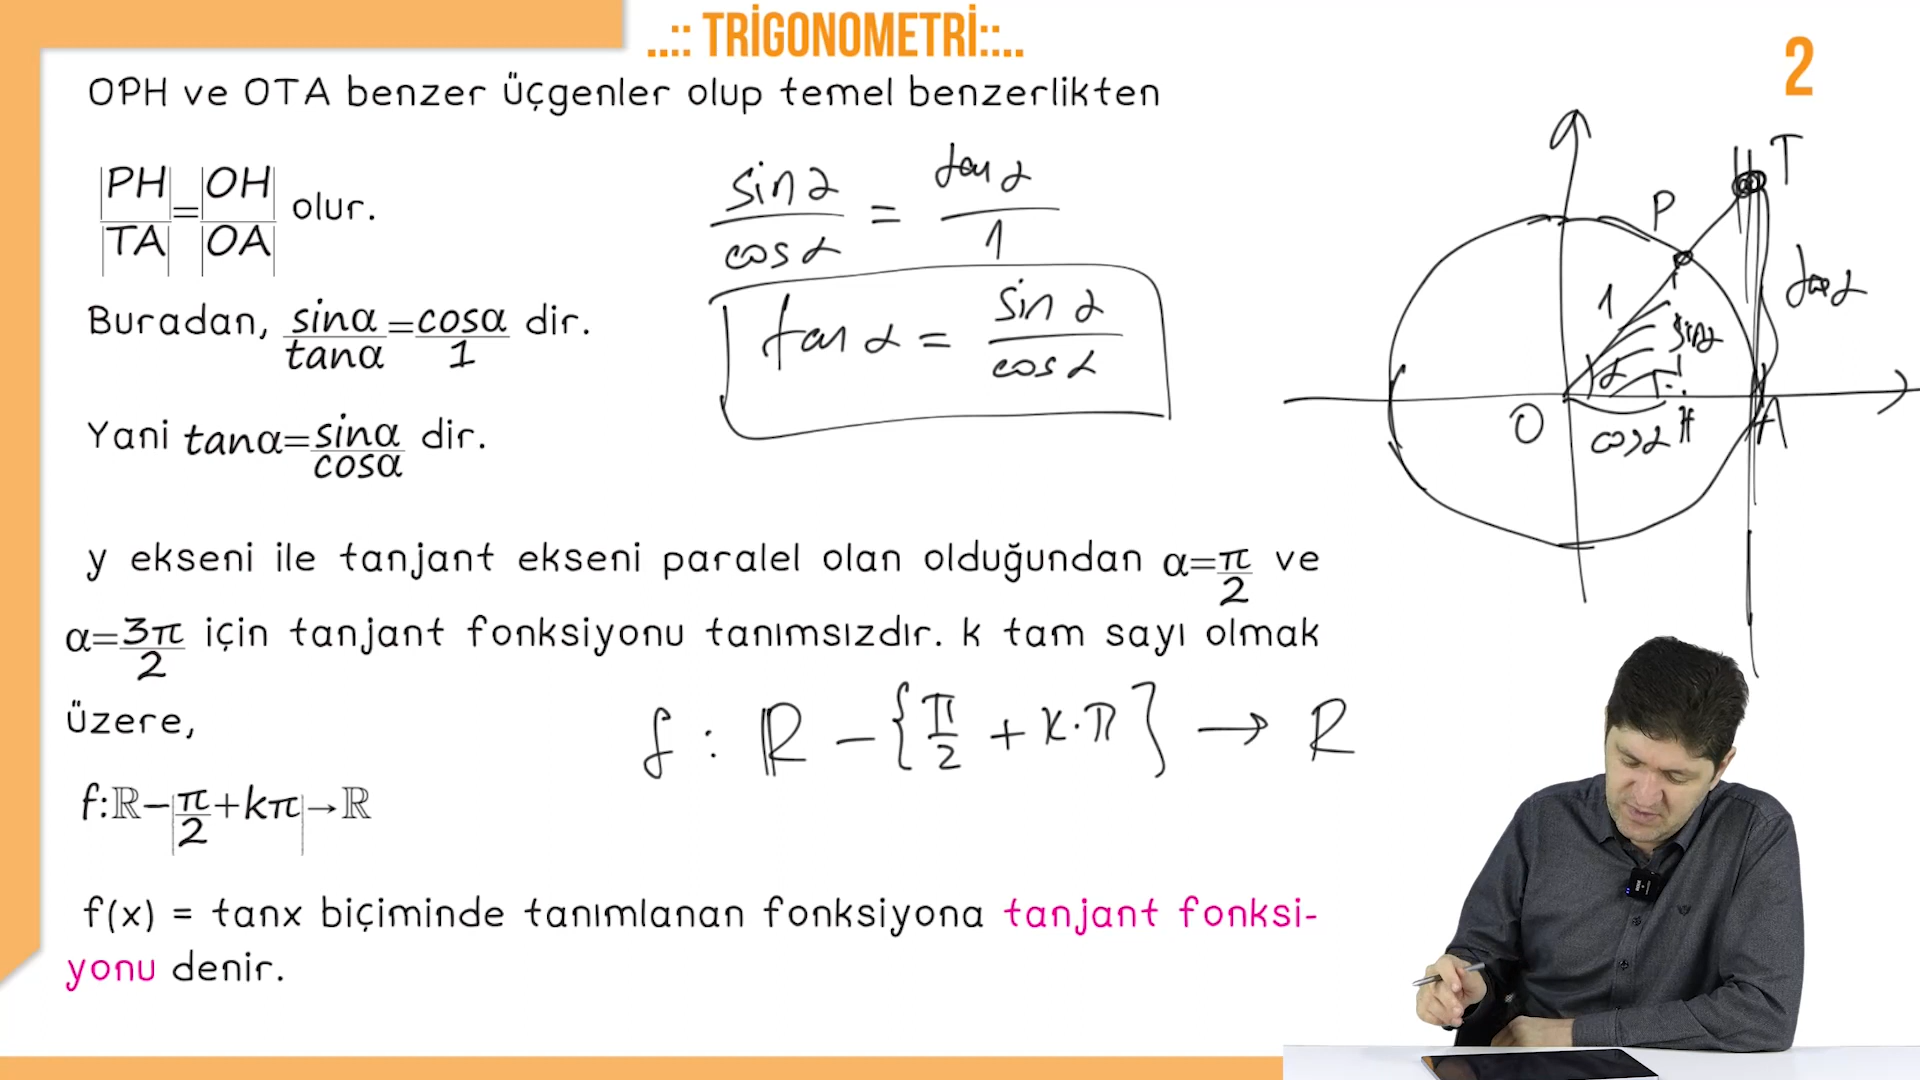 ..:: TRİGONOMETRİ::..
2
OPH ve OTA benzer üçgenler olup temel benzerlikten
|PH|/|TA|=|OH|/|OA| olur.
Buradan, sinα/tanα=cosα/1 dir.
Yani tanα=sinα/cosα dir.
sin α/cos α = tan α/1
tan α = sin α/cos α
T
P
1
sin α
tan α
α
O
cos α
H
A
y ekseni ile tanjant ekseni paralel olan olduğundan α=π/2 ve
α=3π/2 için tanjant fonksiyonu tanımsızdır. k tam sayı olmak
üzere,
f : R − {π/2 + k·π} → R
f:ℝ−|π/2+kπ|→ℝ
f(x) = tanx biçiminde tanımlanan fonksiyona tanjant fonksi-
yonu denir.